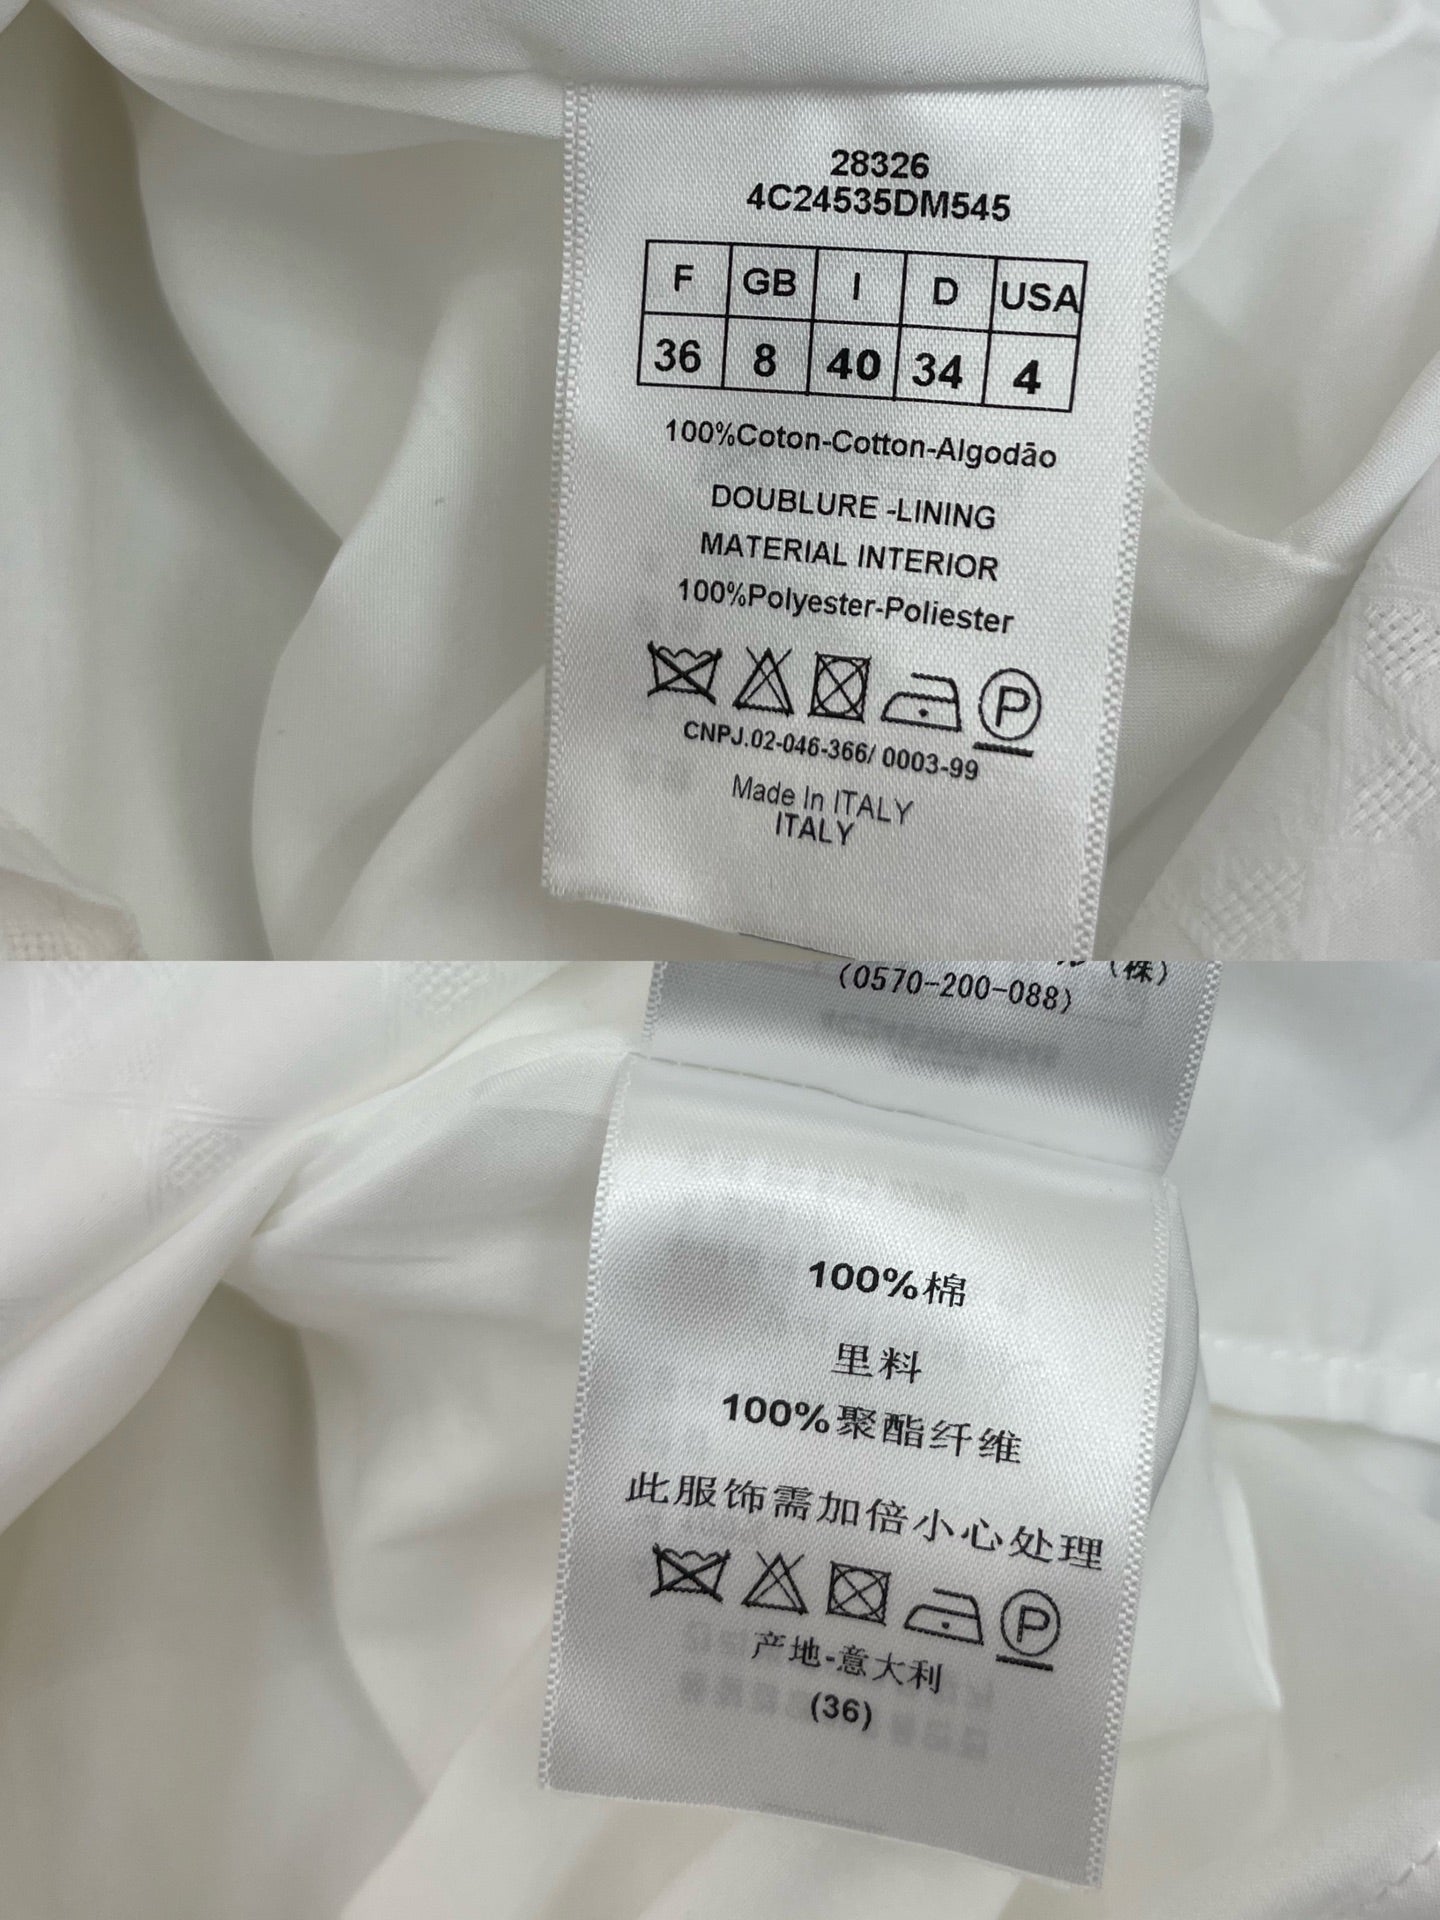 28326
4C24535DM545
F GB I D USA
36 8 40 34 4
100%Coton-Cotton-Algodão
DOUBLURE -LINING
MATERIAL INTERIOR
100%Polyester-Poliester
P
CNPJ.02-046-366/ 0003-99
Made In ITALY
ITALY
(株)
(0570-200-088)
100%棉
里料
100%聚酯纤维
此服饰需加倍小心处理
P
产地-意大利
(36)